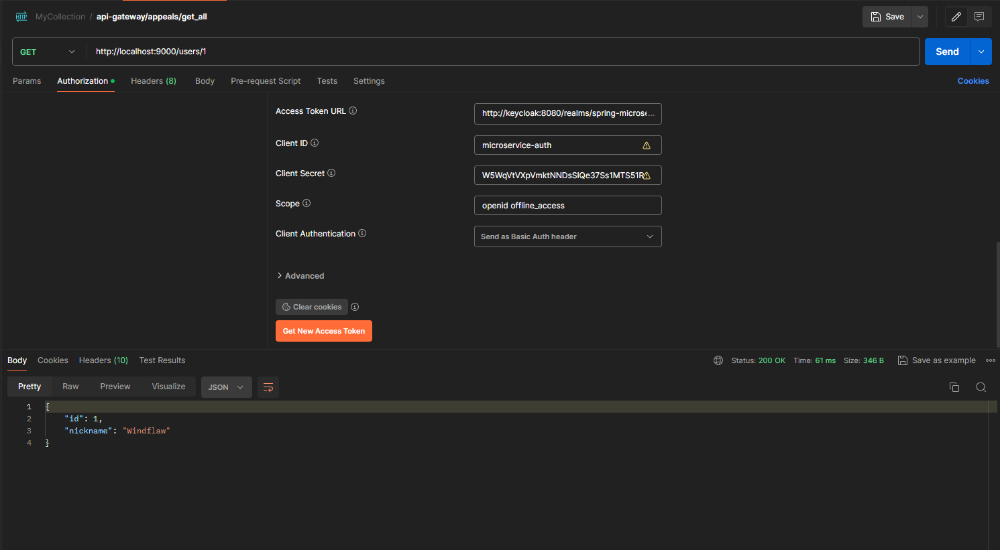 HTTP MyCollection / api-gateway/appeals/get_all Save
GET http://localhost:9000/users/1 Send
Params Authorization Headers (8) Body Pre-request Script Tests Settings Cookies
Access Token URL http://keycloak:8080/realms/spring-microse...
Client ID microservice-auth
Client Secret W5WqVtVXpVmktNNDsSlQe37Ss1MTS51R
Scope openid offline_access
Client Authentication Send as Basic Auth header
Advanced
Clear cookies
Get New Access Token
Body Cookies Headers (10) Test Results Status: 200 OK Time: 61 ms Size: 346 B Save as example
Pretty Raw Preview Visualize JSON
1 {
2 "id": 1,
3 "nickname": "Windflaw"
4 }